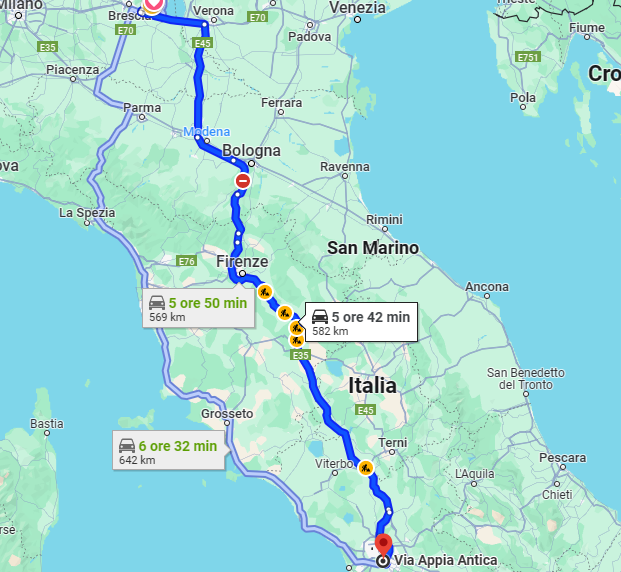 Milano
Brescia
Verona
E70
Venezia
E70
E45
Padova
E35
Fiume
E751
Piacenza
Cro
Pola
Parma
Ferrara
Modena
Bologna
ova
Ravenna
La Spezia
Rimini
San Marino
E76
Firenze
Ancona
5 ore 50 min
569 km
5 ore 42 min
582 km
E35
San Benedetto
del Tronto
Italia
E45
Grosseto
Bastia
6 ore 32 min
642 km
Terni
Viterbo
Pescara
L'Aquila
Chieti
rse
Via Appia Antica